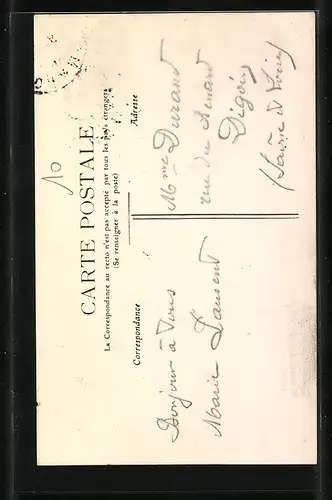 CARTE POSTALE
La Correspondance au recto n'est pas accepté par tous les pays étrangers
(Se renseigner à la poste)
Correspondance
Adresse
10
Bonjour à Vous
Marie Laurent
Mme Durand
rue du Renard
Digoin
(Saône et Loire)